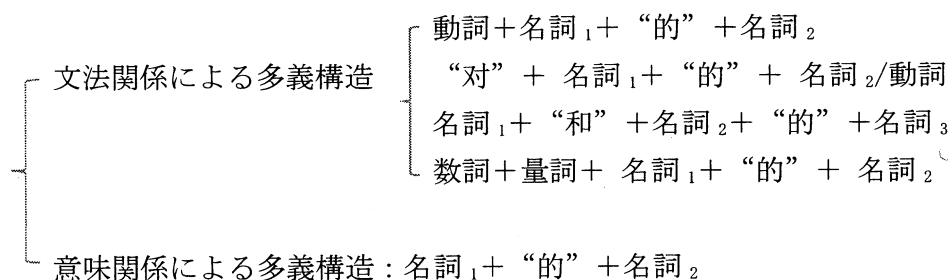 動詞+名詞₁+“的”+名詞₂
文法関係による多義構造
“对”+ 名詞₁+“的”+ 名詞₂/動詞
名詞₁+“和”+名詞₂+“的”+名詞₃
数詞+量詞+ 名詞₁+“的”+ 名詞₂
意味関係による多義構造:名詞₁+“的”+名詞₂